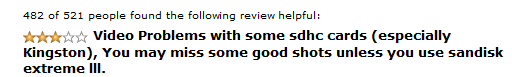 482 of 521 people found the following review helpful:
Video Problems with some sdhc cards (especially
Kingston), You may miss some good shots unless you use sandisk
extreme lll.